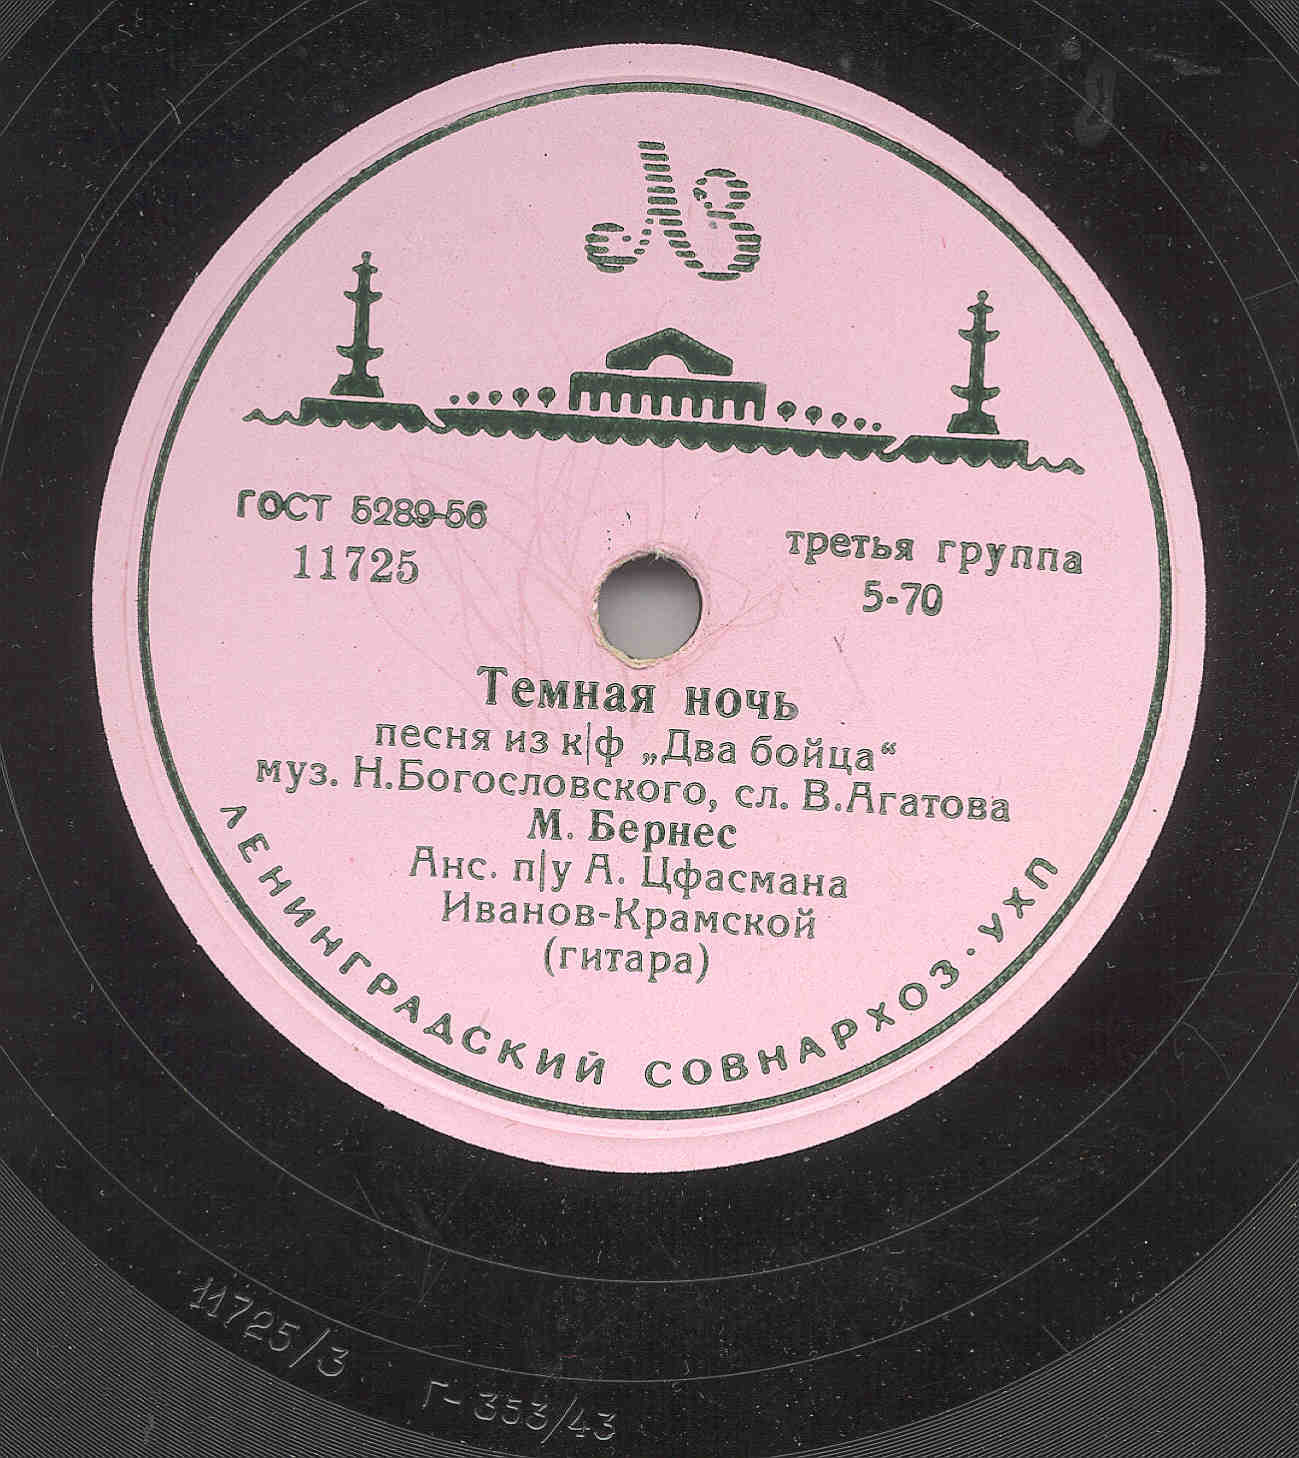 ГОСТ 5289-56
11725
третья группа
5-70
Темная ночь
песня из к|ф „Два бойца“
муз. Н.Богословского, сл. В.Агатова
М. Бернес
Анс. п|у А. Цфасмана
Иванов-Крамской
(гитара)
ЛЕНИНГРАДСКИЙ СОВНАРХОЗ·УХП
11725/3 Г-353/43